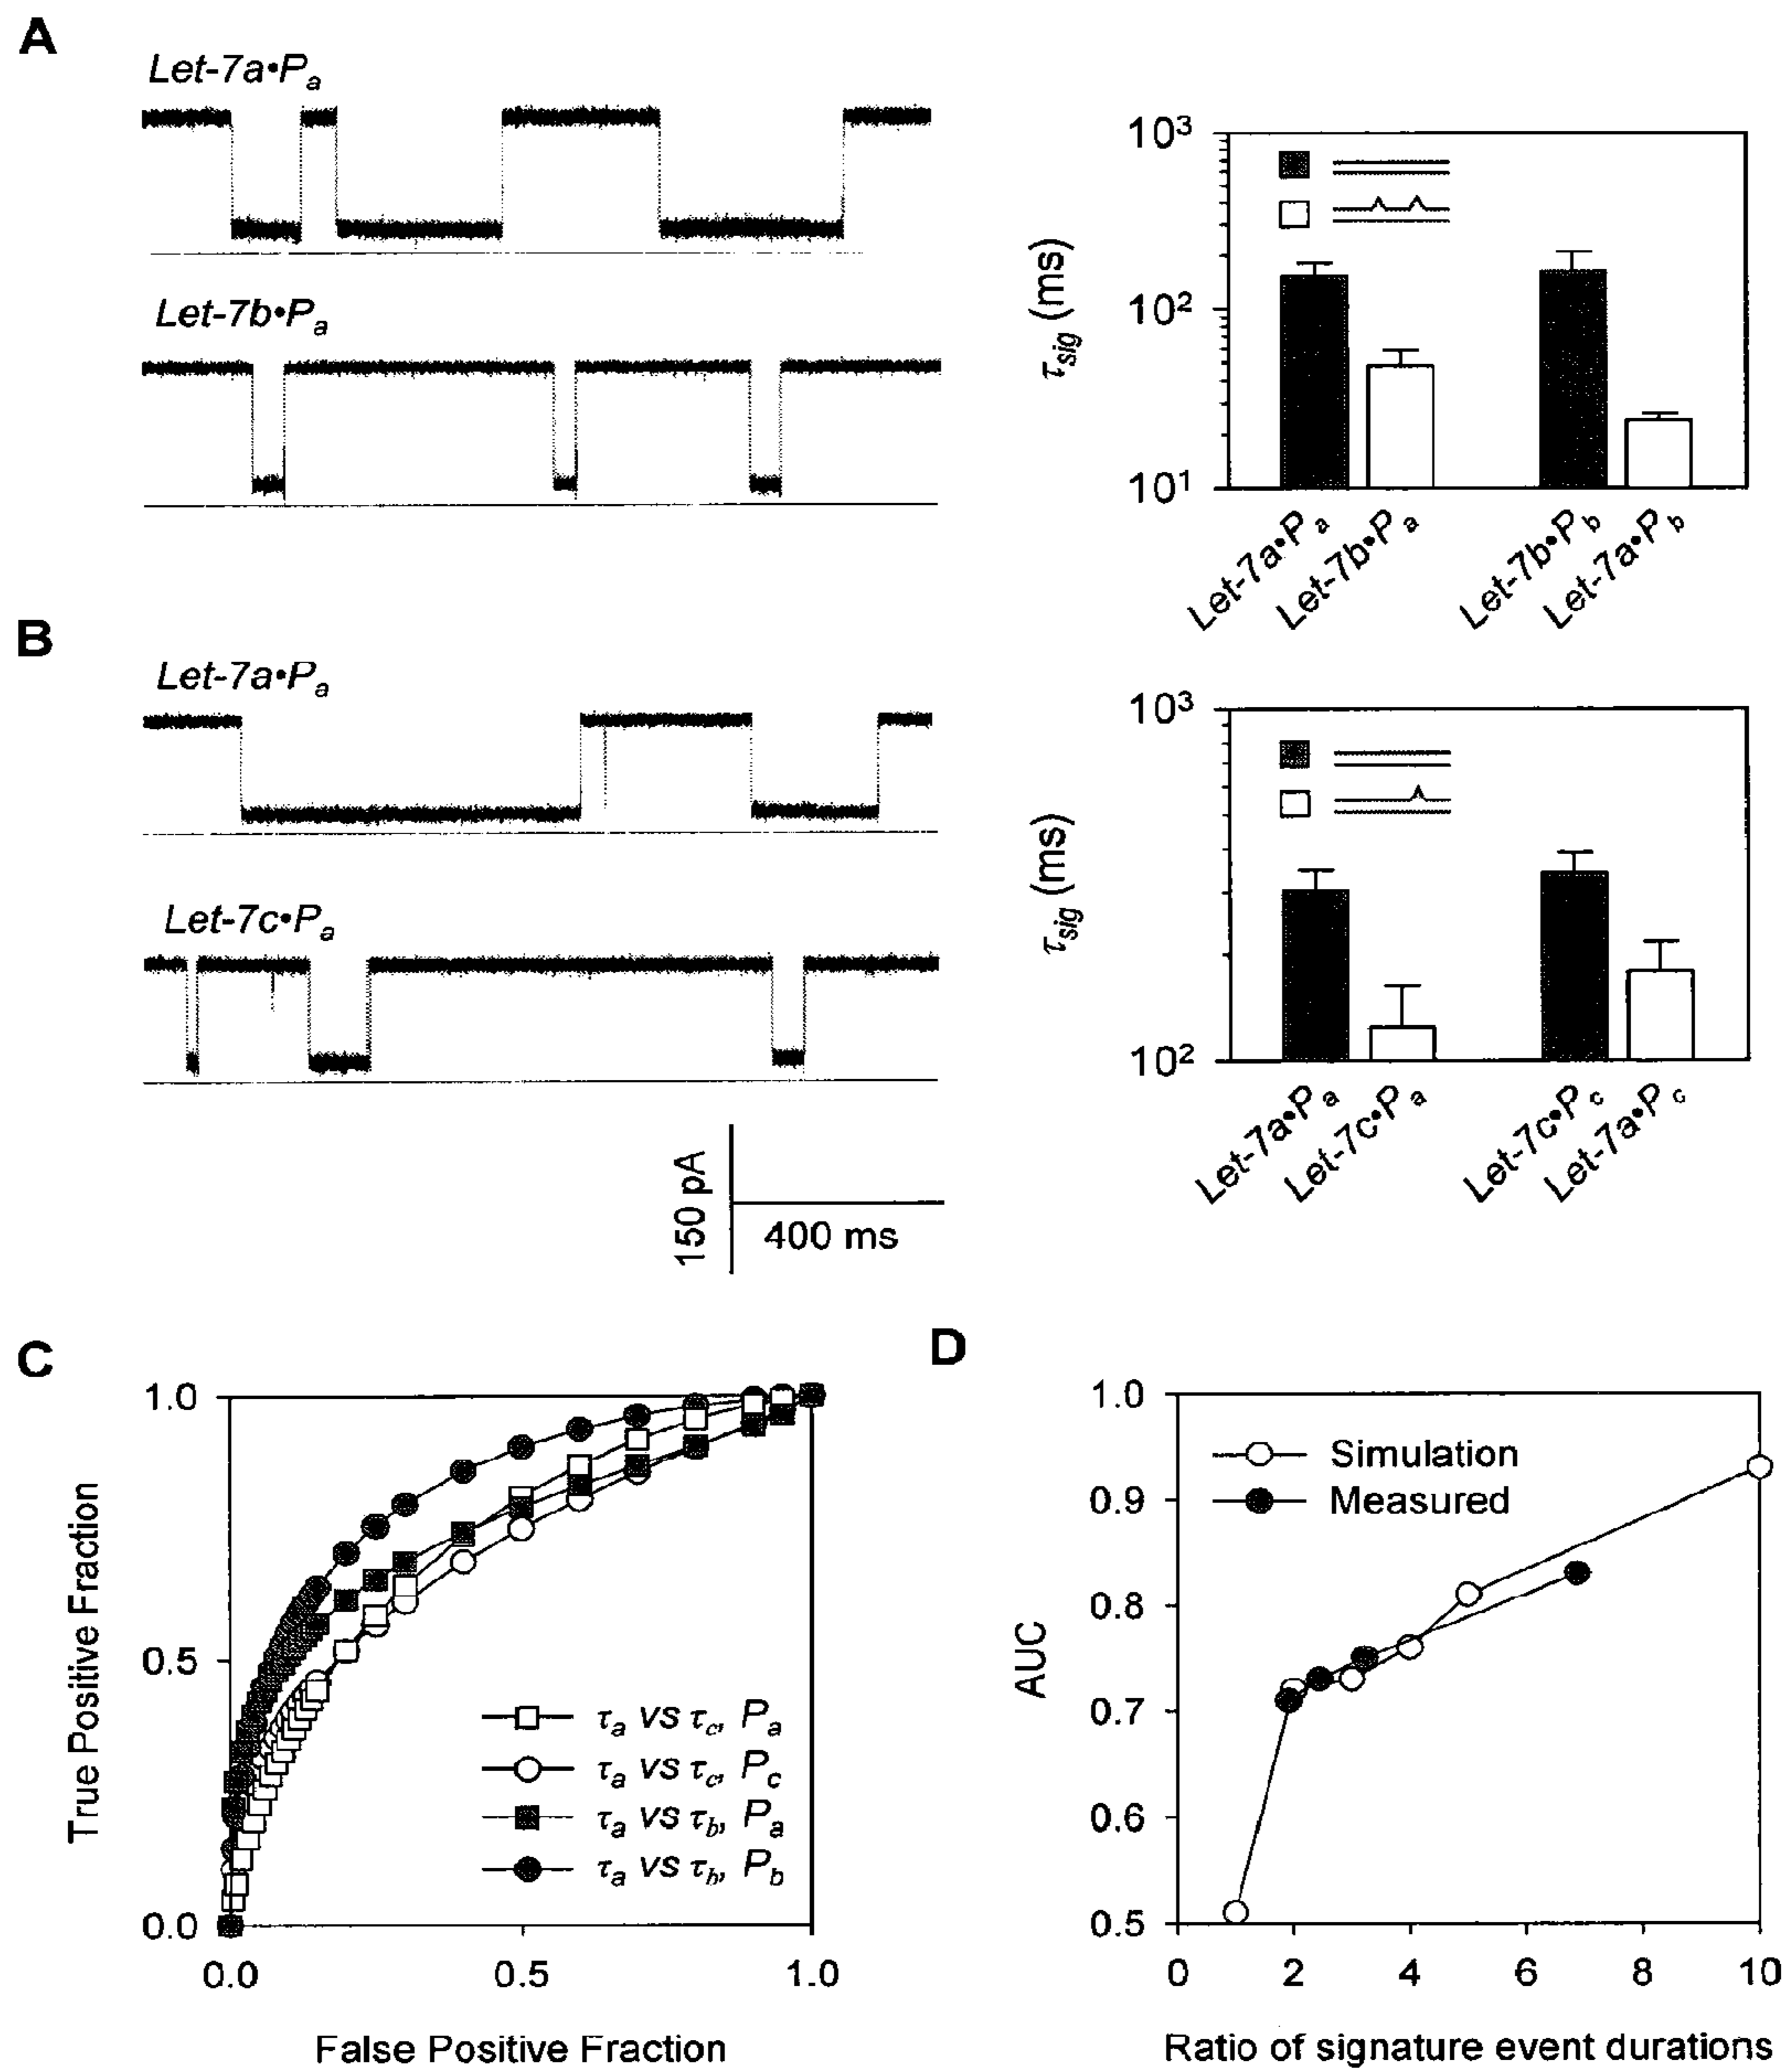 A
Let-7a•Pa
Let-7b•Pa
10³
10²
10¹
τsig (ms)
Let-7a•Pa
Let-7b•Pa
Let-7b•Pb
Let-7a•Pb
B
Let-7a•Pa
Let-7c•Pa
150 pA
400 ms
10³
10²
τsig (ms)
Let-7a•Pa
Let-7c•Pa
Let-7c•Pc
Let-7a•Pc
C
1.0
0.5
0.0
True Positive Fraction
τa vs τc, Pa
τa vs τc, Pc
τa vs τb, Pa
τa vs τb, Pb
0.0 0.5 1.0
False Positive Fraction
D
1.0
0.9
0.8
0.7
0.6
0.5
AUC
Simulation
Measured
0 2 4 6 8 10
Ratio of signature event durations